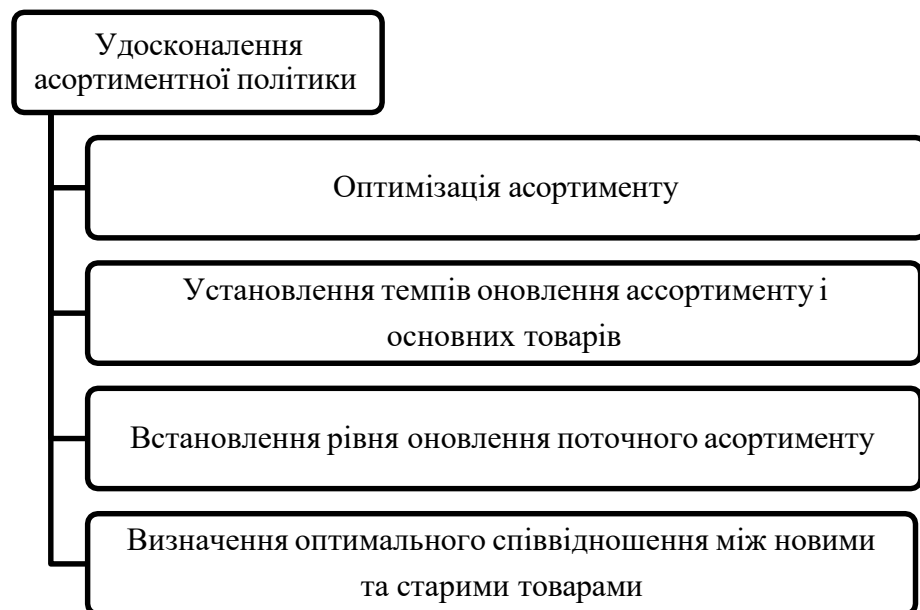 Удосконалення
асортиментної політики
Оптимізація асортименту
Установлення темпів оновлення ассортименту і
основних товарів
Встановлення рівня оновлення поточного асортименту
Визначення оптимального співвідношення між новими
та старими товарами